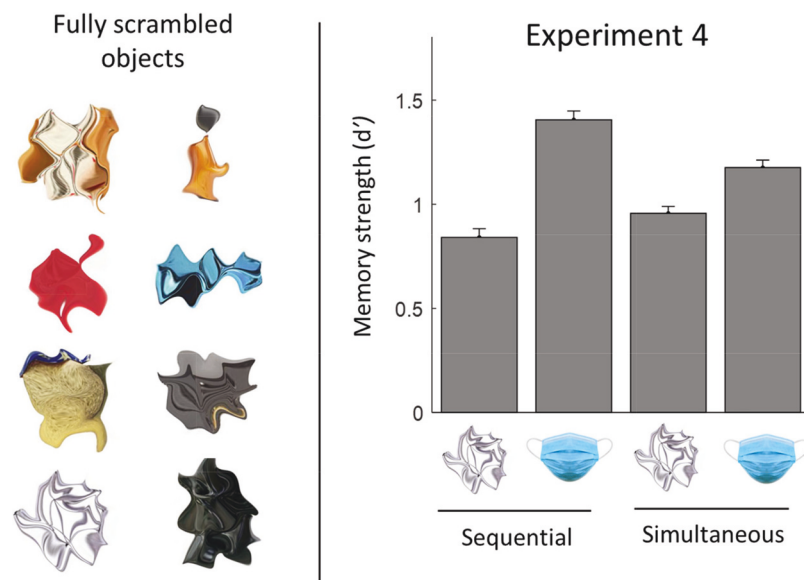 Fully scrambled
objects
Experiment 4
Memory strength (d′)
1.5
1
0.5
0
Sequential
Simultaneous